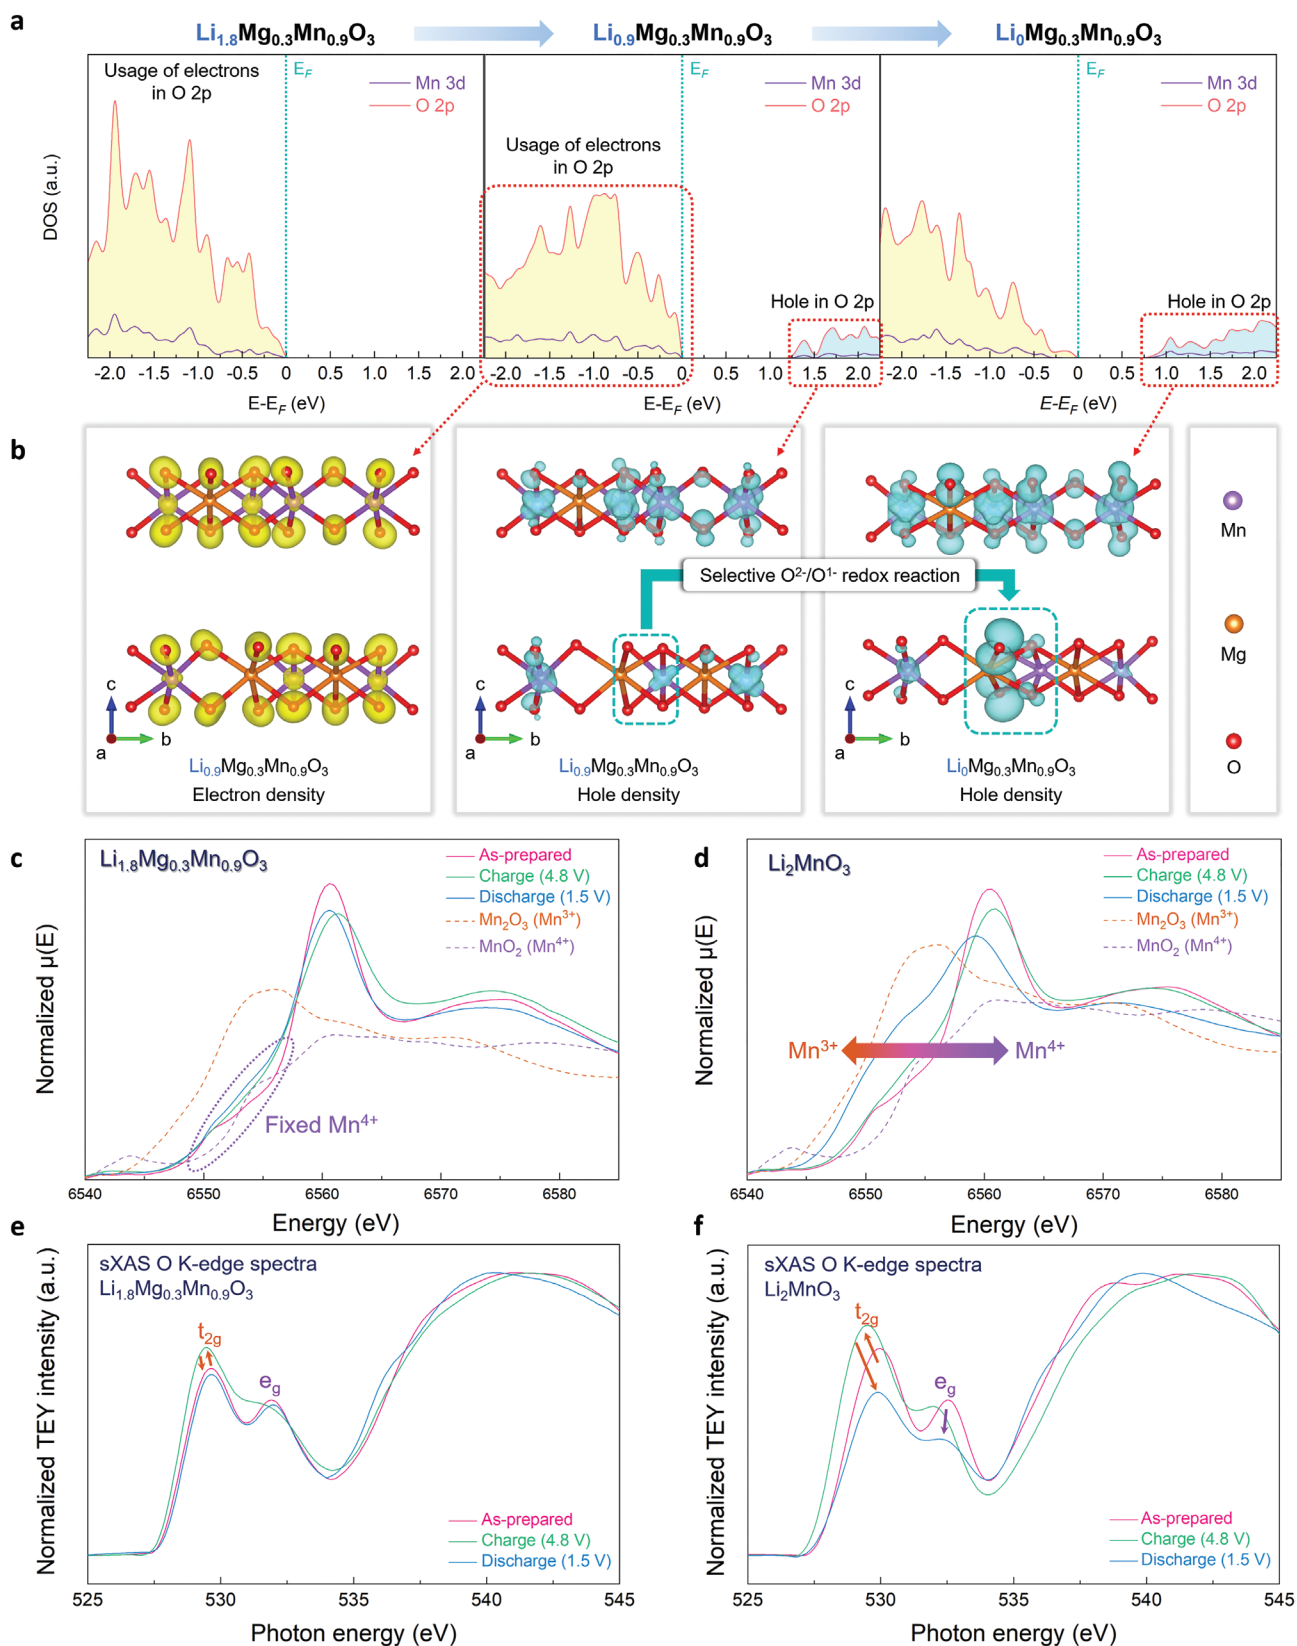 a
Li1.8Mg0.3Mn0.9O3
Li0.9Mg0.3Mn0.9O3
Li0Mg0.3Mn0.9O3
Usage of electrons
in O 2p
EF
Mn 3d
O 2p
Usage of electrons
in O 2p
EF
Mn 3d
O 2p
Hole in O 2p
EF
Mn 3d
O 2p
Hole in O 2p
DOS (a.u.)
-2.0 -1.5 -1.0 -0.5 0 0.5 1.0 1.5 2.0
-2.0 -1.5 -1.0 -0.5 0 0.5 1.0 1.5 2.0
-2.0 -1.5 -1.0 -0.5 0 0.5 1.0 1.5 2.0
E-EF (eV)
E-EF (eV)
E-EF (eV)
b
c
b
a
Li0.9Mg0.3Mn0.9O3
Electron density
Selective O2-/O1- redox reaction
c
b
a
Li0.9Mg0.3Mn0.9O3
Hole density
c
b
a
Li0Mg0.3Mn0.9O3
Hole density
Mn
Mg
O
c
Li1.8Mg0.3Mn0.9O3
As-prepared
Charge (4.8 V)
Discharge (1.5 V)
Mn2O3 (Mn3+)
MnO2 (Mn4+)
Fixed Mn4+
Normalized μ(E)
6540 6550 6560 6570 6580
Energy (eV)
d
Li2MnO3
As-prepared
Charge (4.8 V)
Discharge (1.5 V)
Mn2O3 (Mn3+)
MnO2 (Mn4+)
Mn3+
Mn4+
Normalized μ(E)
6540 6550 6560 6570 6580
Energy (eV)
e
sXAS O K-edge spectra
Li1.8Mg0.3Mn0.9O3
t2g
eg
As-prepared
Charge (4.8 V)
Discharge (1.5 V)
Normalized TEY intensity (a.u.)
525 530 535 540 545
Photon energy (eV)
f
sXAS O K-edge spectra
Li2MnO3
t2g
eg
As-prepared
Charge (4.8 V)
Discharge (1.5 V)
Normalized TEY intensity (a.u.)
525 530 535 540 545
Photon energy (eV)